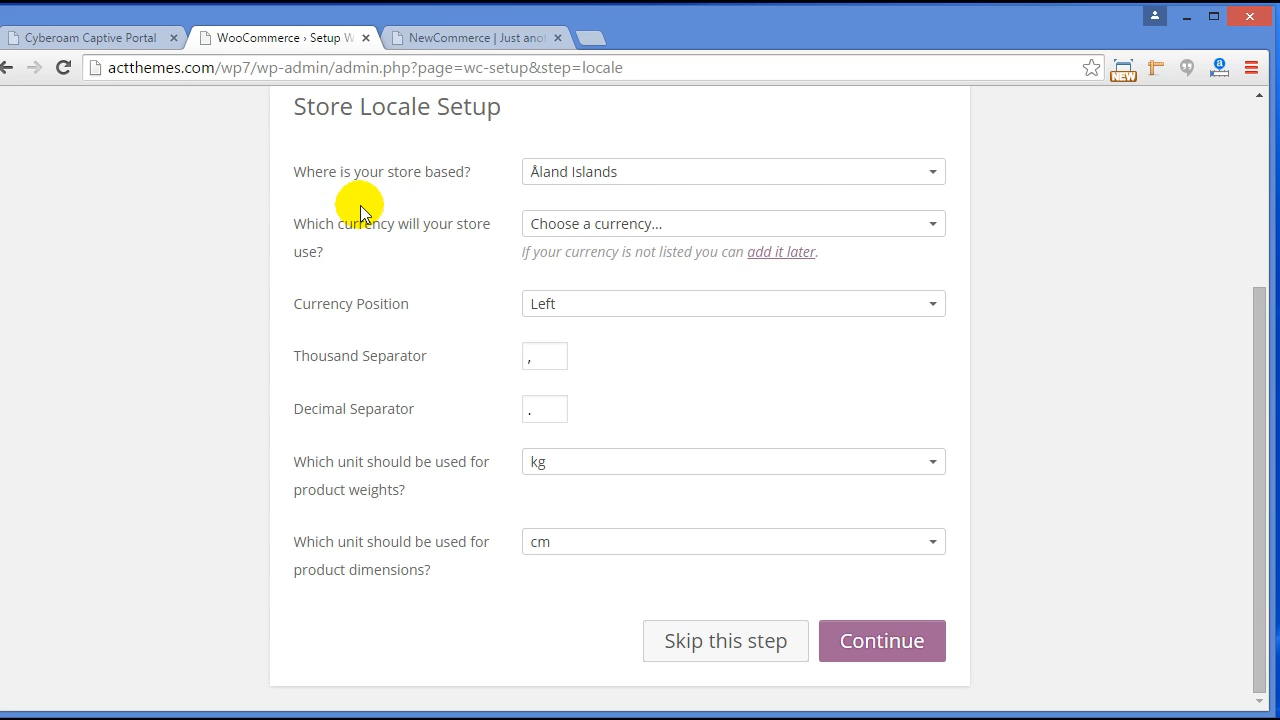 Cyberoam Captive Portal
WooCommerce › Setup W
NewCommerce | Just anot
actthemes.com/wp7/wp-admin/admin.php?page=wc-setup&step=locale
NEW
a
Store Locale Setup
Where is your store based?
Åland Islands
Which currency will your store
use?
Choose a currency...
If your currency is not listed you can add it later.
Currency Position
Left
Thousand Separator
,
Decimal Separator
.
Which unit should be used for
product weights?
kg
Which unit should be used for
product dimensions?
cm
Skip this step
Continue